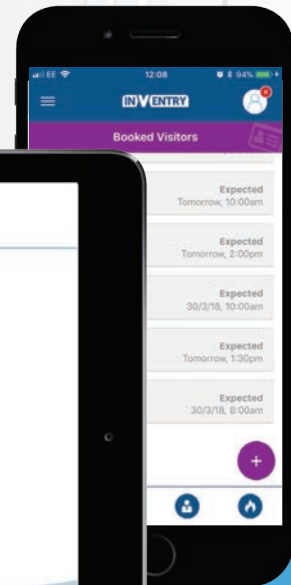 EE 12:08 94%
INVENTRY
Booked Visitors
Expected
Tomorrow, 10:00am
Expected
Tomorrow, 2:00pm
Expected
30/3/18, 10:00am
Expected
Tomorrow, 1:30pm
Expected
30/3/18, 8:00am
+